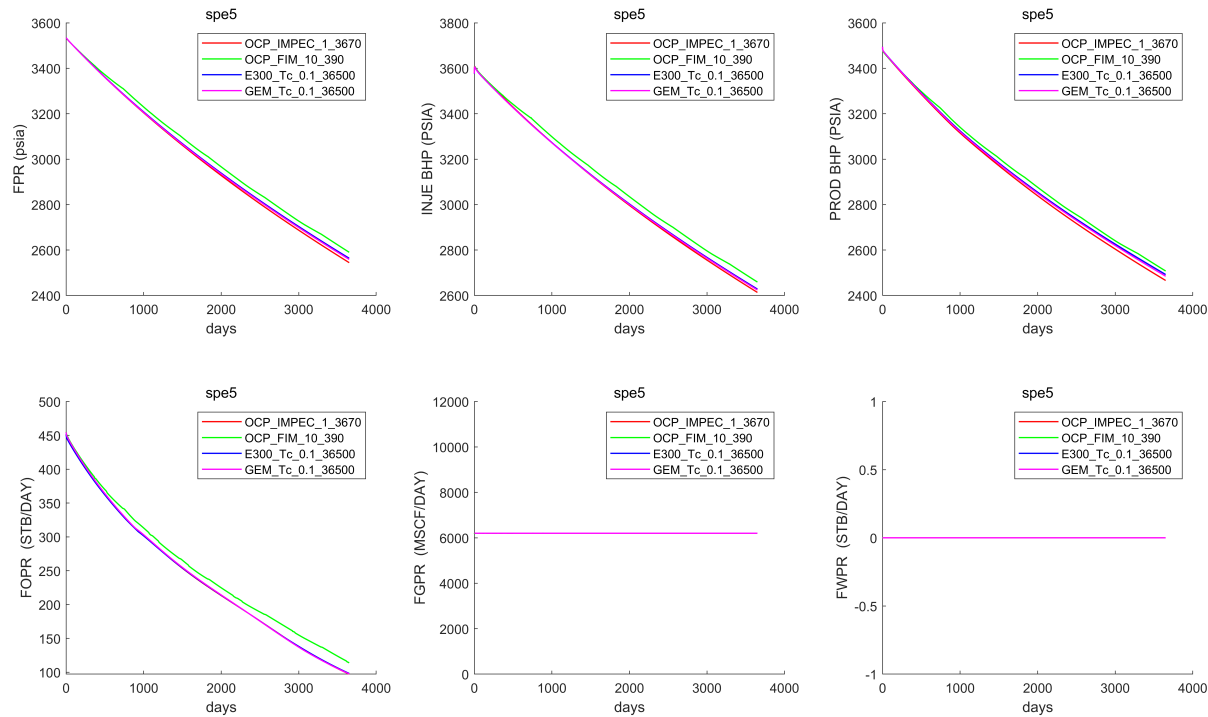 spe5
3600
3400
3200
3000
2800
2600
2400
FPR (psia)
0
1000
2000
3000
4000
days
OCP_IMPEC_1_3670
OCP_FIM_10_390
E300_Tc_0.1_36500
GEM_Tc_0.1_36500
spe5
3800
3600
3400
3200
3000
2800
2600
INJE BHP (PSIA)
0
1000
2000
3000
4000
days
OCP_IMPEC_1_3670
OCP_FIM_10_390
E300_Tc_0.1_36500
GEM_Tc_0.1_36500
spe5
3600
3400
3200
3000
2800
2600
2400
PROD BHP (PSIA)
0
1000
2000
3000
4000
days
OCP_IMPEC_1_3670
OCP_FIM_10_390
E300_Tc_0.1_36500
GEM_Tc_0.1_36500
spe5
500
450
400
350
300
250
200
150
100
FOPR (STB/DAY)
0
1000
2000
3000
4000
days
OCP_IMPEC_1_3670
OCP_FIM_10_390
E300_Tc_0.1_36500
GEM_Tc_0.1_36500
spe5
12000
10000
8000
6000
4000
2000
0
FGPR (MSCF/DAY)
0
1000
2000
3000
4000
days
OCP_IMPEC_1_3670
OCP_FIM_10_390
E300_Tc_0.1_36500
GEM_Tc_0.1_36500
spe5
1
0.5
0
-0.5
-1
FWPR (STB/DAY)
0
1000
2000
3000
4000
days
OCP_IMPEC_1_3670
OCP_FIM_10_390
E300_Tc_0.1_36500
GEM_Tc_0.1_36500